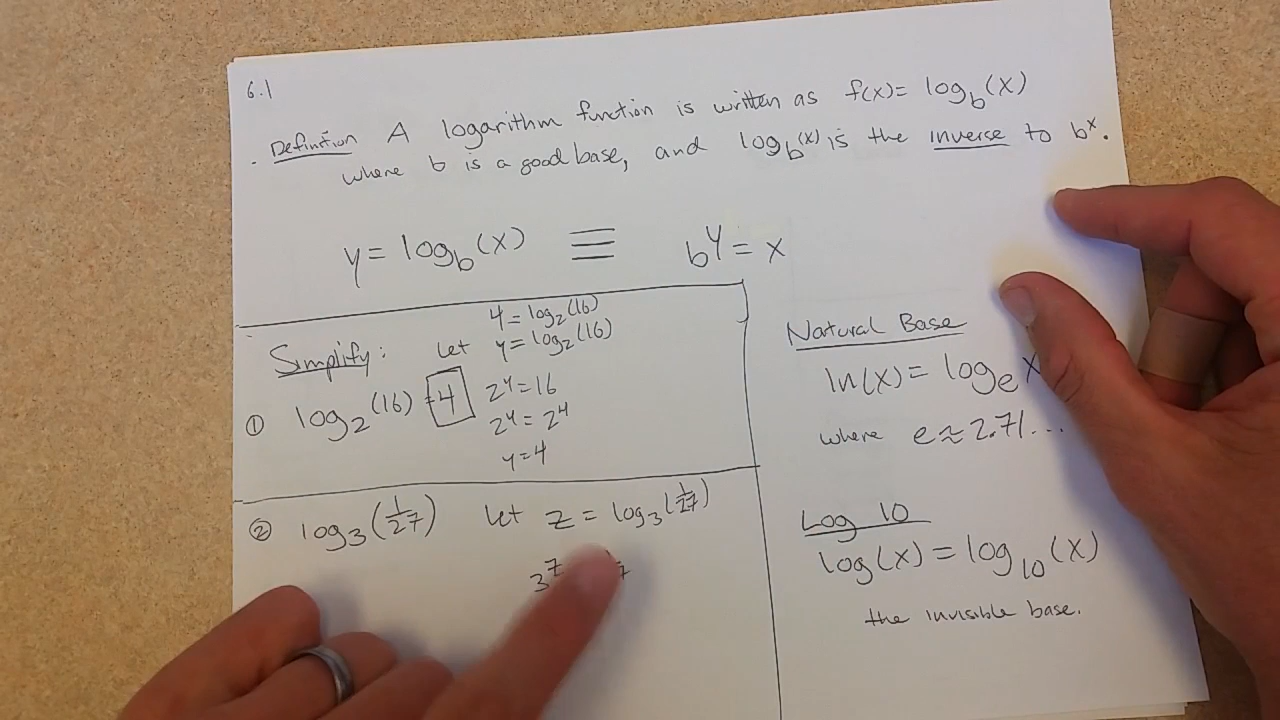 6.1
· Definition A logarithm function is written as f(x)= log_b(x)
where b is a good base, and log_b(x) is the inverse to b^x.
y = log_b(x) ≡ b^y = x
4 = log_2(16)
Simplify: Let y = log_2(16)
① log_2(16) = 4 2^y = 16
2^y = 2^4
y = 4
② log_3(1/27) Let z = log_3(1/27)
3^z
Natural Base
ln(x) = log_e x
where e ≈ 2.71...
Log 10
log(x) = log_10(x)
the invisible base.